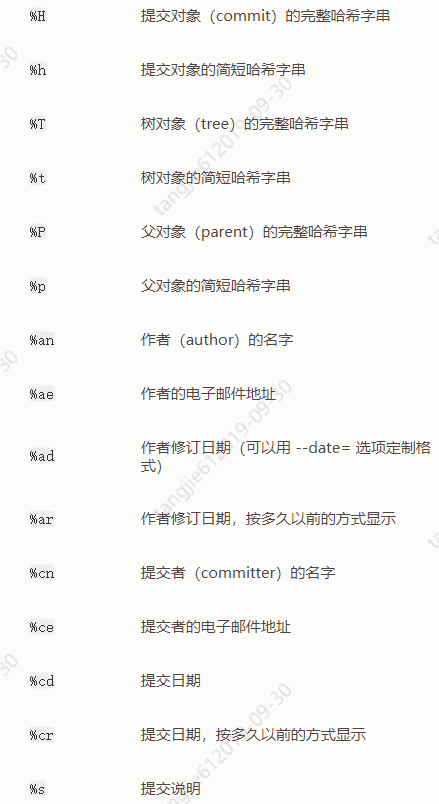 %H 提交对象（commit）的完整哈希字串
%h 提交对象的简短哈希字串
%T 树对象（tree）的完整哈希字串
%t 树对象的简短哈希字串
%P 父对象（parent）的完整哈希字串
%p 父对象的简短哈希字串
%an 作者（author）的名字
%ae 作者的电子邮件地址
%ad 作者修订日期（可以用 --date= 选项定制格
式）
%ar 作者修订日期，按多久以前的方式显示
%cn 提交者（committer）的名字
%ce 提交者的电子邮件地址
%cd 提交日期
%cr 提交日期，按多久以前的方式显示
%s 提交说明
tangjie612019-09-30
tangjie612019-09-30
tangjie612019-09-30